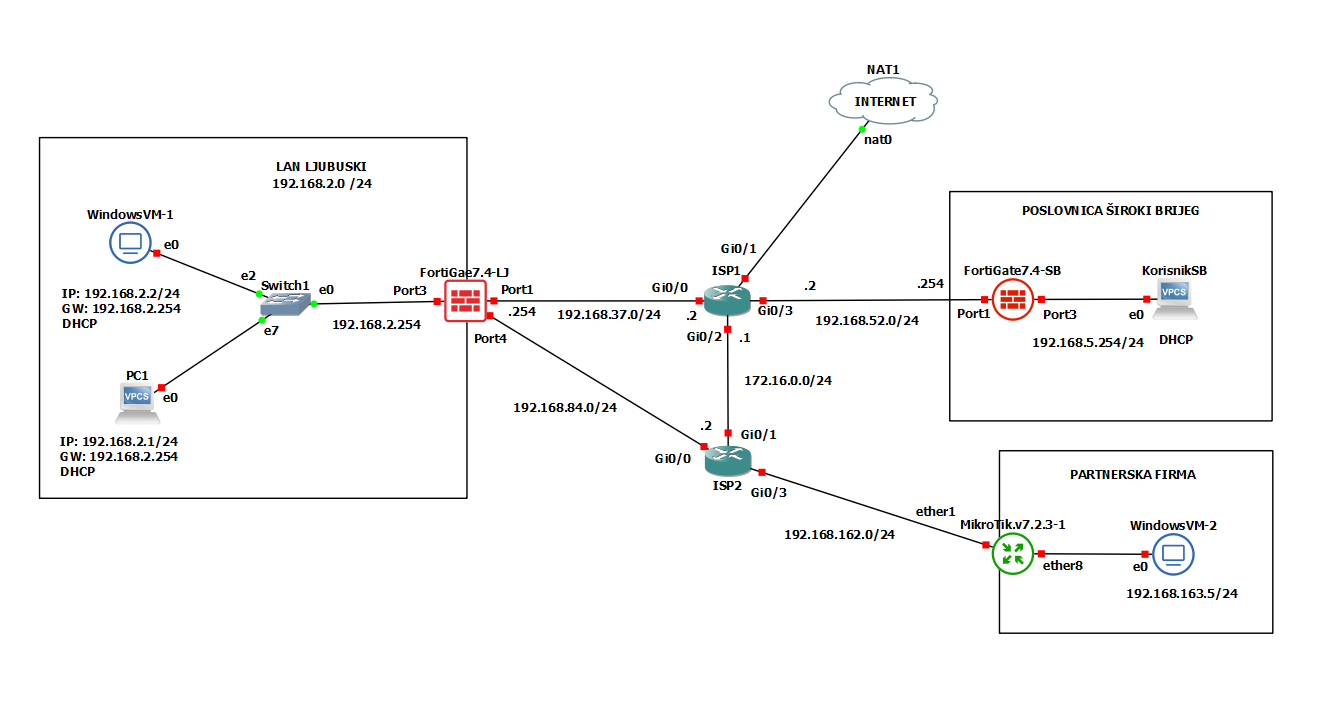 NAT1
INTERNET
nat0
LAN LJUBUSKI
192.168.2.0 /24
WindowsVM-1
e0
e2
Switch1
e0
e7
IP: 192.168.2.2/24
GW: 192.168.2.254
DHCP
192.168.2.254
PC1
VPCS
e0
IP: 192.168.2.1/24
GW: 192.168.2.254
DHCP
FortiGae7.4-LJ
Port3
Port1
.254
Port4
192.168.37.0/24
192.168.84.0/24
Gi0/1
ISP1
Gi0/0
.2
Gi0/2
.1
Gi0/3
.2
192.168.52.0/24
.254
172.16.0.0/24
.2
Gi0/1
Gi0/0
ISP2
Gi0/3
192.168.162.0/24
POSLOVNICA ŠIROKI BRIJEG
FortiGate7.4-SB
Port1
Port3
KorisnikSB
VPCS
e0
192.168.5.254/24
DHCP
PARTNERSKA FIRMA
ether1
MikroTik.v7.2.3-1
ether8
WindowsVM-2
e0
192.168.163.5/24